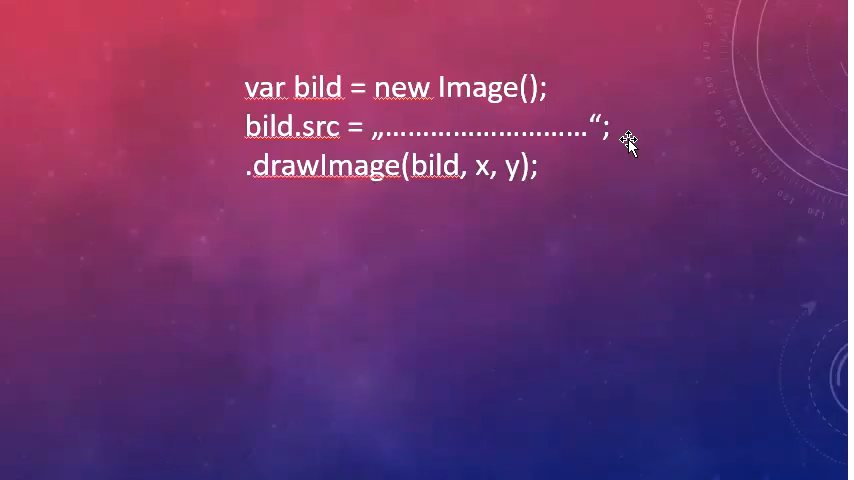 var bild = new Image();
bild.src = „………………………“;
.drawImage(bild, x, y);